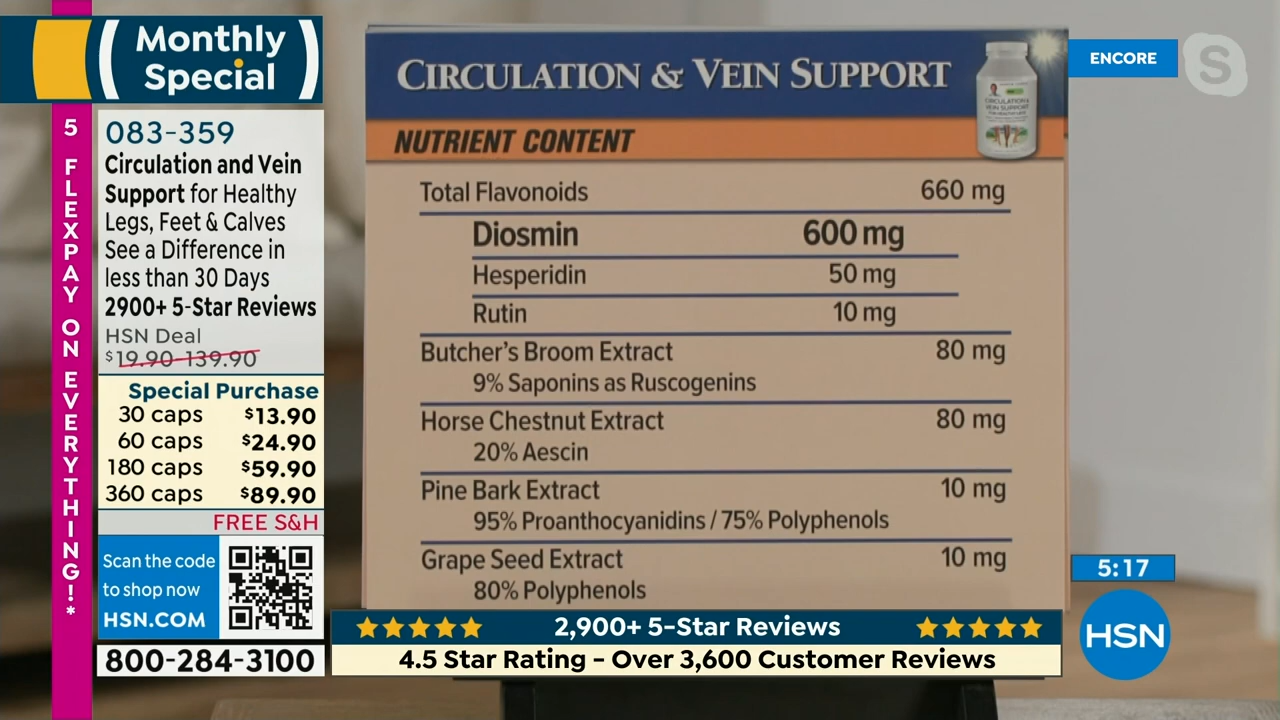 Monthly
Special
5 FLEXPAY ON EVERYTHING!*
083-359
Circulation and Vein
Support for Healthy
Legs, Feet & Calves
See a Difference in
less than 30 Days
2900+ 5-Star Reviews
HSN Deal
$19.90-139.90
Special Purchase
30 caps $13.90
60 caps $24.90
180 caps $59.90
360 caps $89.90
FREE S&H
Scan the code
to shop now
HSN.COM
800-284-3100
CIRCULATION & VEIN SUPPORT
CIRCULATION &
VEIN SUPPORT
NUTRIENT CONTENT
Total Flavonoids 660 mg
Diosmin 600 mg
Hesperidin 50 mg
Rutin 10 mg
Butcher's Broom Extract 80 mg
9% Saponins as Ruscogenins
Horse Chestnut Extract 80 mg
20% Aescin
Pine Bark Extract 10 mg
95% Proanthocyanidins / 75% Polyphenols
Grape Seed Extract 10 mg
80% Polyphenols
2,900+ 5-Star Reviews
4.5 Star Rating – Over 3,600 Customer Reviews
ENCORE
S
5:17
HSN